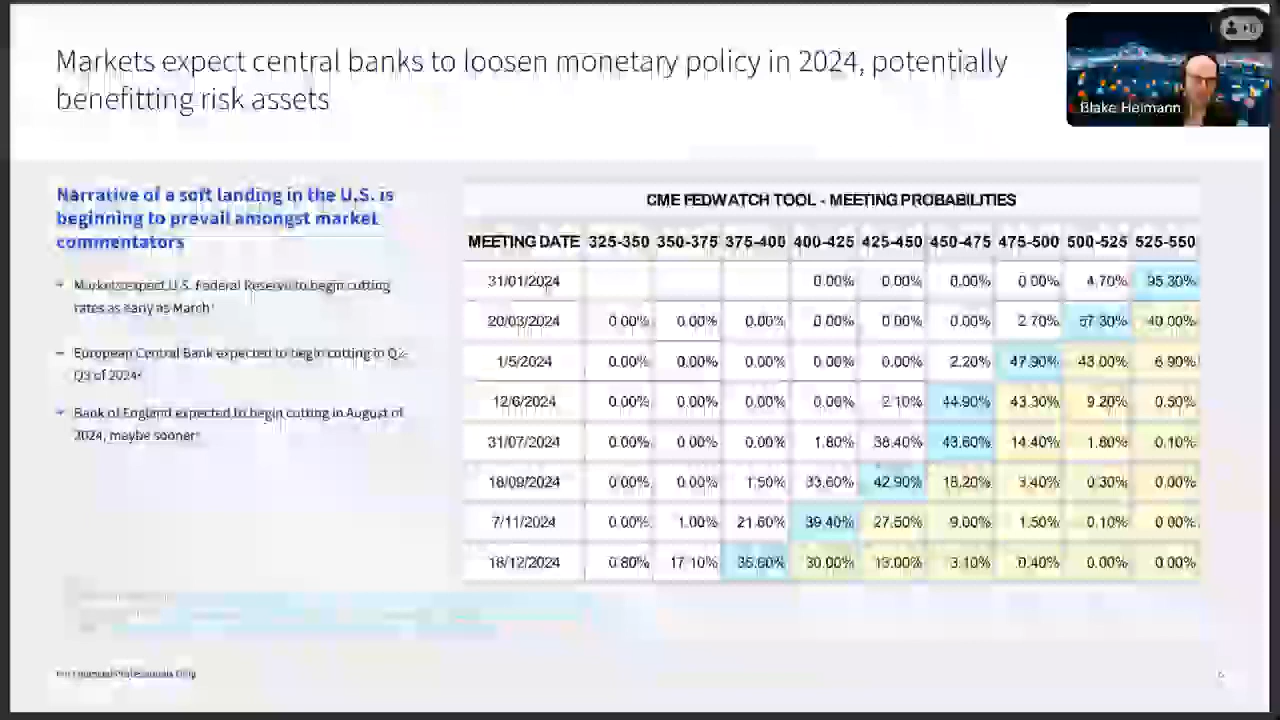 Markets expect central banks to loosen monetary policy in 2024, potentially
benefitting risk assets
+6
Blake Heimann
Narrative of a soft landing in the U.S. is
beginning to prevail amongst market
commentators
Markets expect U.S. Federal Reserve to begin cutting
rates as early as March
European Central Bank expected to begin cutting in Q2-
Q3 of 2024
Bank of England expected to begin cutting in August of
2024, maybe sooner
CME FEDWATCH TOOL - MEETING PROBABILITIES
MEETING DATE 325-350 350-375 375-400 400-425 425-450 450-475 475-500 500-525 525-550
31/01/2024 0.00% 0.00% 0.00% 0.00% 4.70% 95.30%
20/03/2024 0.00% 0.00% 0.00% 0.00% 0.00% 0.00% 2.70% 57.30% 40.00%
1/5/2024 0.00% 0.00% 0.00% 0.00% 0.00% 2.20% 47.90% 43.00% 6.90%
12/6/2024 0.00% 0.00% 0.00% 0.00% 2.10% 44.90% 43.30% 9.20% 0.50%
31/07/2024 0.00% 0.00% 0.00% 1.80% 38.40% 43.60% 14.40% 1.80% 0.10%
18/09/2024 0.00% 0.00% 1.50% 33.60% 42.90% 18.20% 3.40% 0.30% 0.00%
7/11/2024 0.00% 1.00% 21.60% 39.40% 27.50% 9.00% 1.50% 0.10% 0.00%
18/12/2024 0.80% 17.10% 35.60% 30.00% 13.00% 3.10% 0.40% 0.00% 0.00%
For Financial Professionals Only